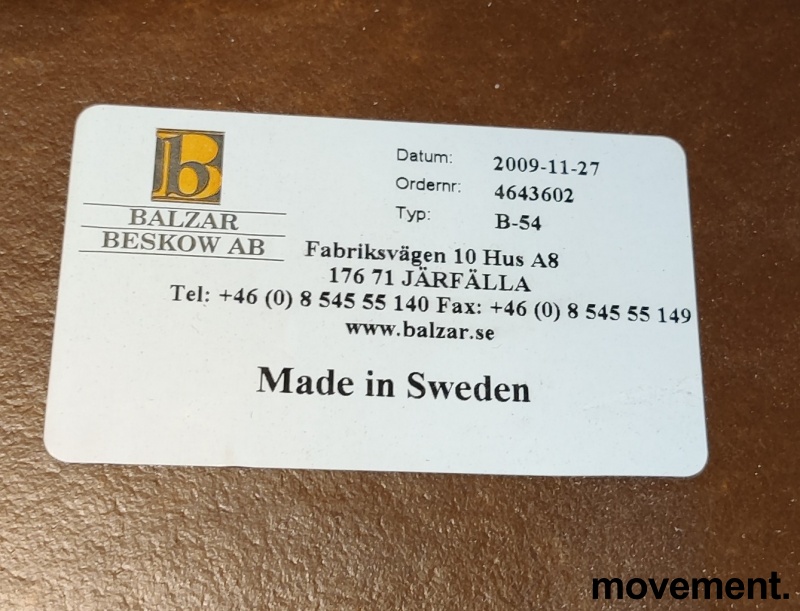 b
BALZAR
BESKOW AB
Datum: 2009-11-27
Ordernr: 4643602
Typ: B-54
Fabriksvägen 10 Hus A8
176 71 JÄRFÄLLA
Tel: +46 (0) 8 545 55 140 Fax: +46 (0) 8 545 55 149
www.balzar.se
Made in Sweden
movement.